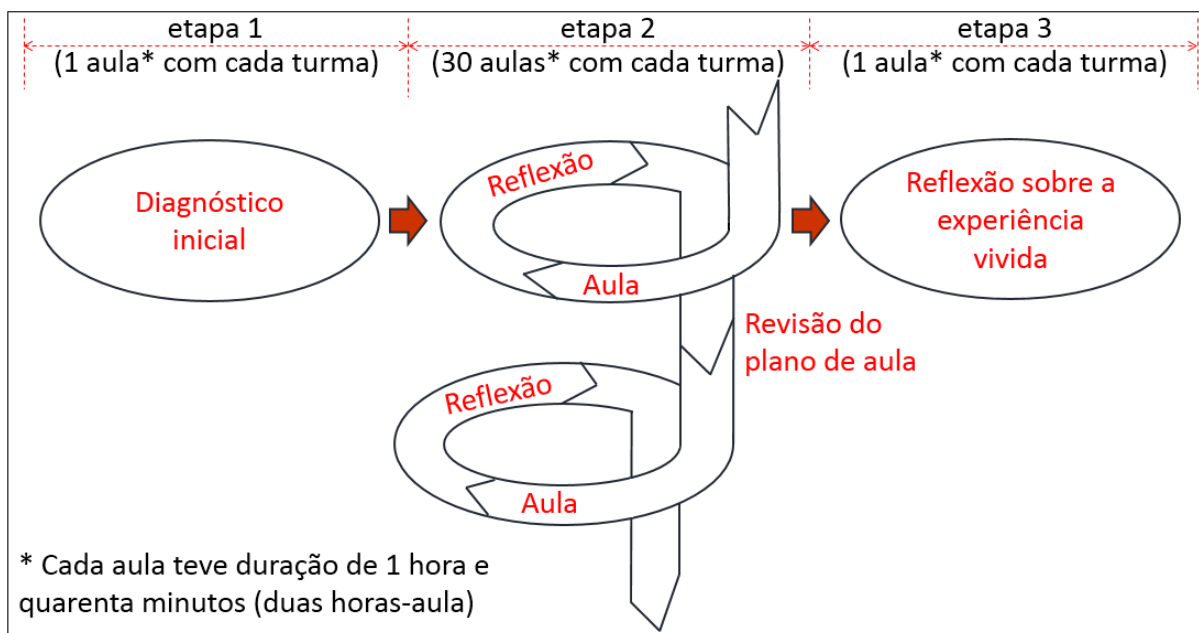 etapa 1
(1 aula* com cada turma)
etapa 2
(30 aulas* com cada turma)
etapa 3
(1 aula* com cada turma)
Diagnóstico
inicial
Reflexão
Aula
Revisão do
plano de aula
Reflexão
Aula
Reflexão sobre a
experiência
vivida
* Cada aula teve duração de 1 hora e
quarenta minutos (duas horas-aula)